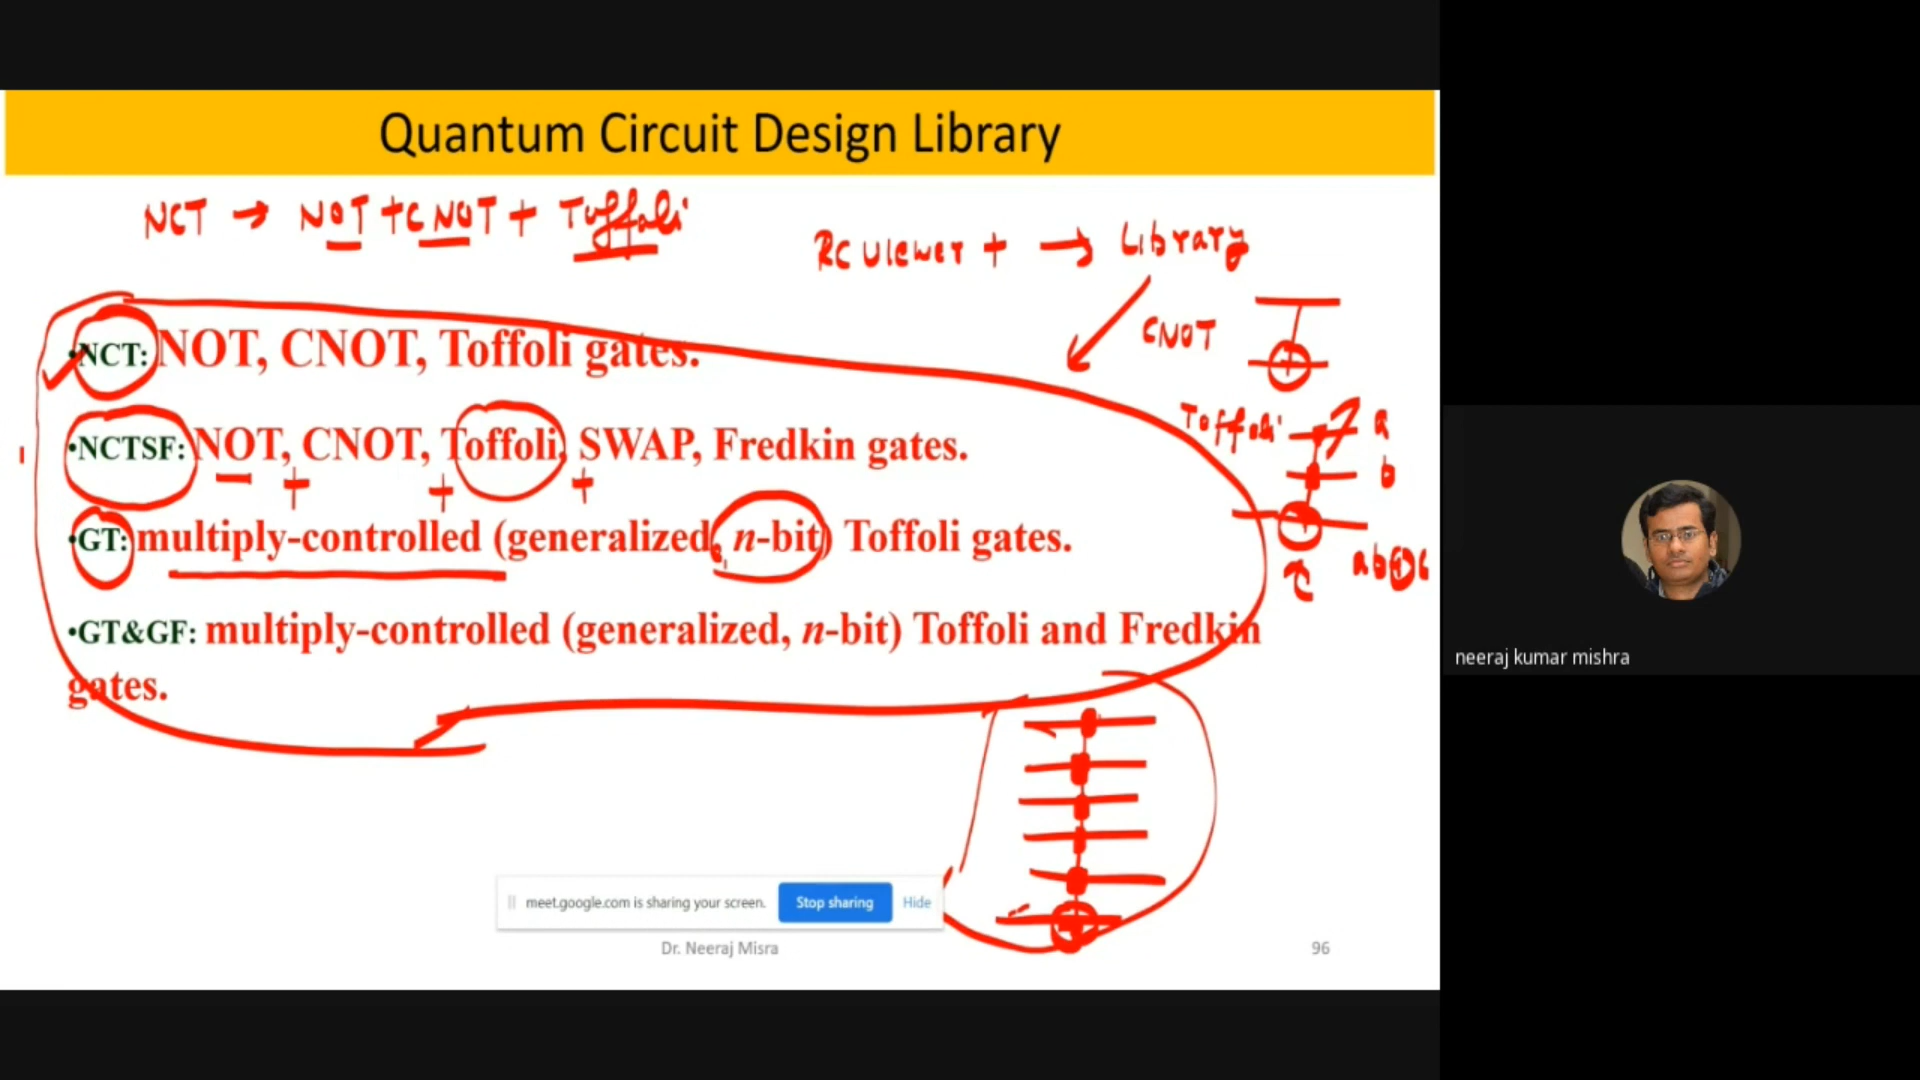 Quantum Circuit Design Library
NCT → NOT + CNOT + Toffoli
Reviewer + → Library
CNOT
•NCT: NOT, CNOT, Toffoli gates.
Toffoli a
•NCTSF: NOT, CNOT, Toffoli, SWAP, Fredkin gates.
b
+ + +
•GT: multiply-controlled (generalized, n-bit) Toffoli gates.
•GT&GF: multiply-controlled (generalized, n-bit) Toffoli and Fredkin
gates.
neeraj kumar mishra
meet.google.com is sharing your screen. Stop sharing Hide
Dr. Neeraj Misra 96